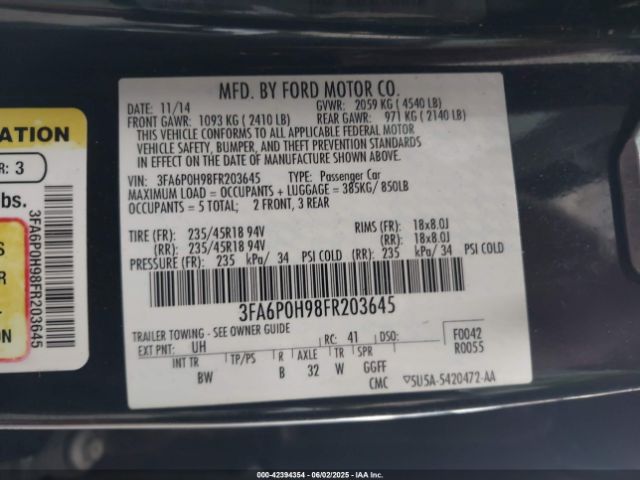 ATION
R: 3
lbs.
S
R
ON
3FA6P0H98FR203645
MFD. BY FORD MOTOR CO.
DATE: 11/14 GVWR: 2059 KG ( 4540 LB)
FRONT GAWR: 1093 KG ( 2410 LB) REAR GAWR: 971 KG ( 2140 LB)
THIS VEHICLE CONFORMS TO ALL APPLICABLE FEDERAL MOTOR
VEHICLE SAFETY, BUMPER, AND THEFT PREVENTION STANDARDS
IN EFFECT ON THE DATE OF MANUFACTURE SHOWN ABOVE.
VIN: 3FA6P0H98FR203645 TYPE: Passenger Car
MAXIMUM LOAD = OCCUPANTS + LUGGAGE = 385KG/ 850LB
OCCUPANTS = 5 TOTAL; 2 FRONT, 3 REAR
TIRE (FR): 235/45R18 94V RIMS (FR): 18x8.0J
(RR): 235/45R18 94V (RR): 18x8.0J
PRESSURE (FR): 235 kPa/ 34 PSI COLD (RR): 235 kPa/ 34 PSI COLD
3FA6P0H98FR203645
TRAILER TOWING - SEE OWNER GUIDE
EXT PNT: UH RC: 41 DSO: F0042
R0055
INT TR TP/PS R AXLE TR SPR
BW B 32 W GGFF
CMC ▽SU5A-5420472-AA
000-42394354 - 06/02/2025 - IAAI.com